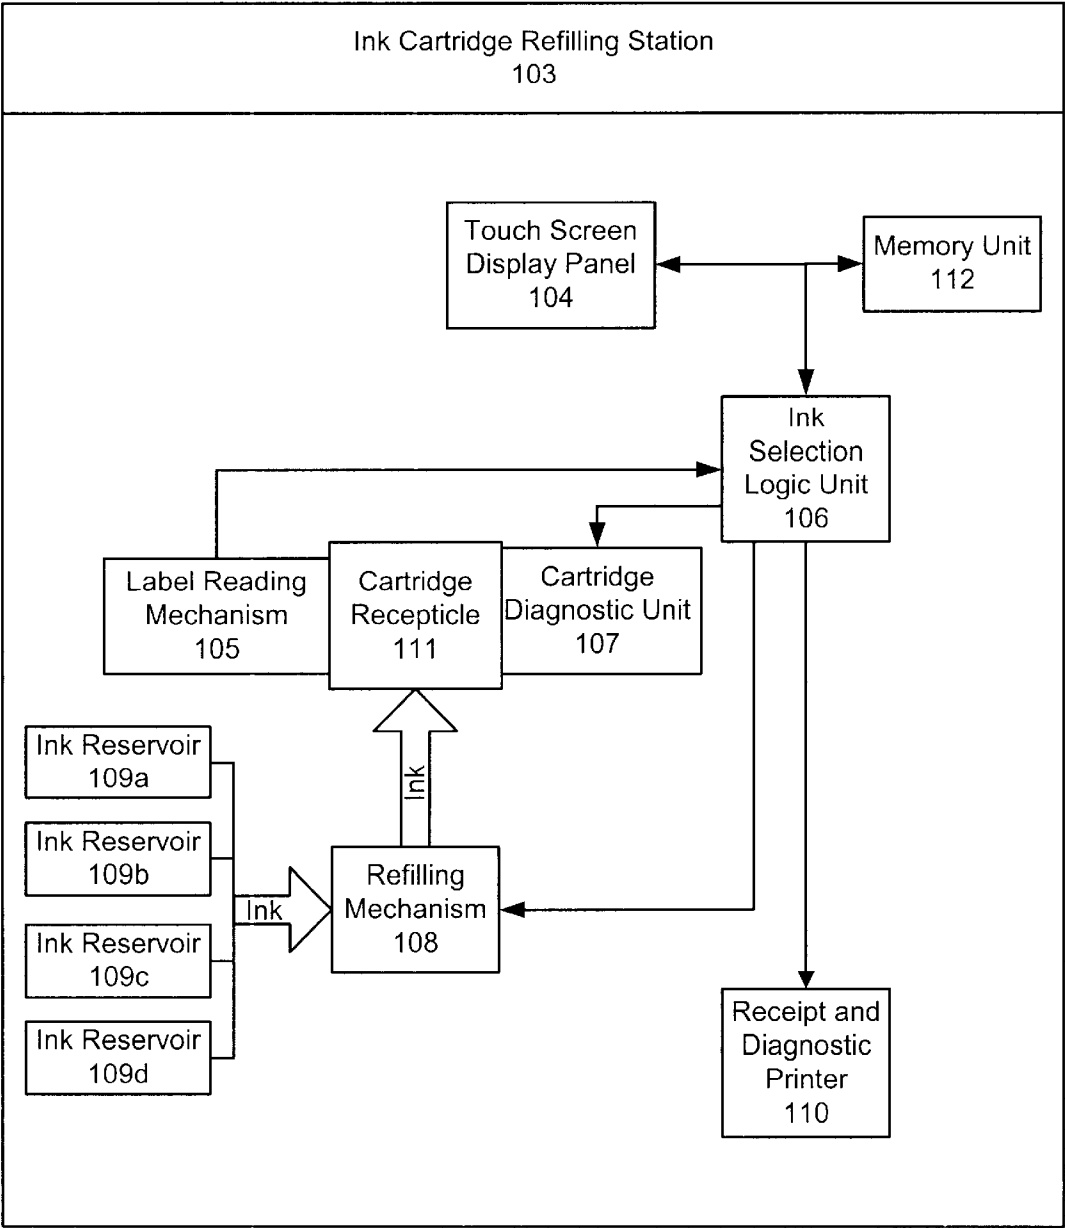 Ink Cartridge Refilling Station
103
Touch Screen
Display Panel
104
Memory Unit
112
Ink
Selection
Logic Unit
106
Label Reading
Mechanism
105
Cartridge
Recepticle
111
Cartridge
Diagnostic Unit
107
Ink Reservoir
109a
Ink Reservoir
109b
Ink Reservoir
109c
Ink Reservoir
109d
Ink
Ink
Refilling
Mechanism
108
Receipt and
Diagnostic
Printer
110